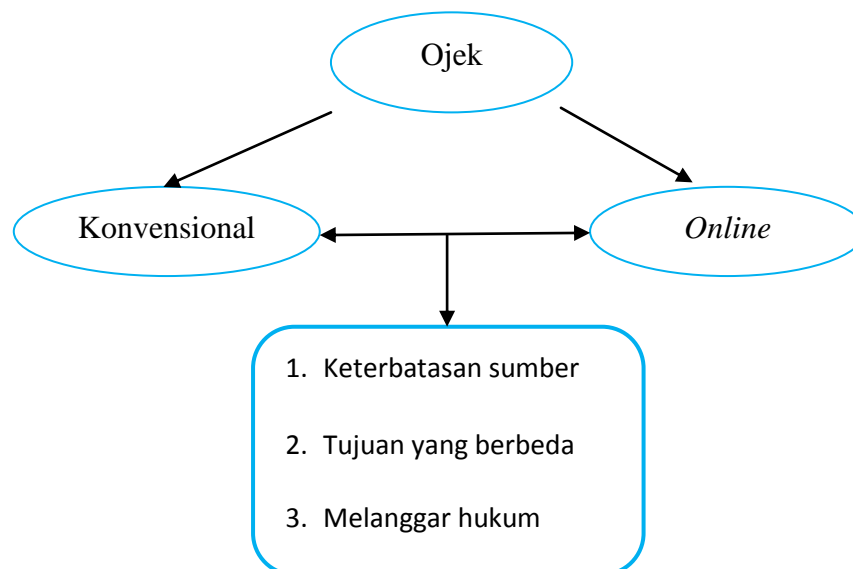 Ojek
Konvensional
Online
1. Keterbatasan sumber
2. Tujuan yang berbeda
3. Melanggar hukum